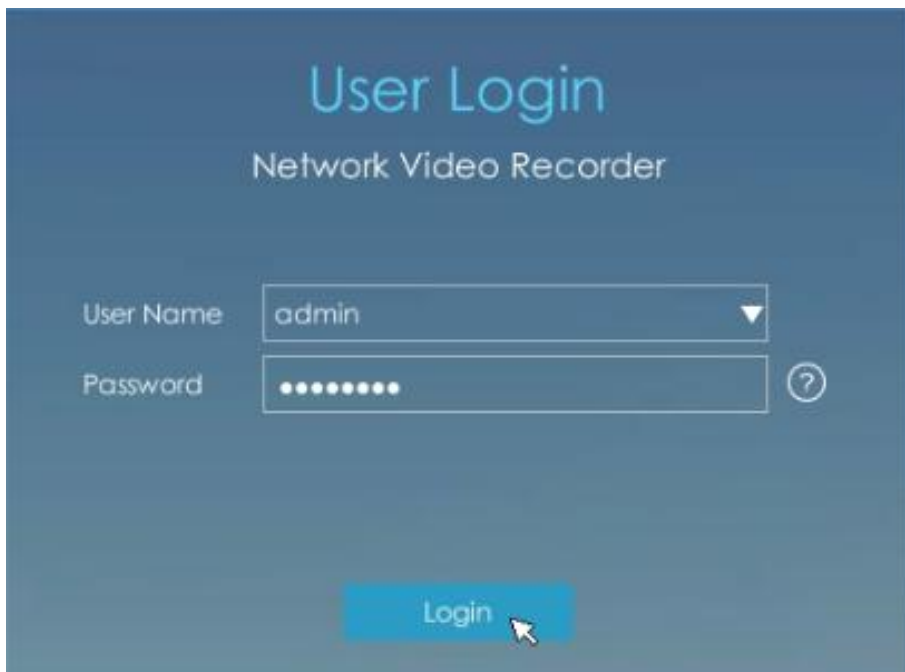 User Login
Network Video Recorder
User Name admin
Password ••••••••
?
Login